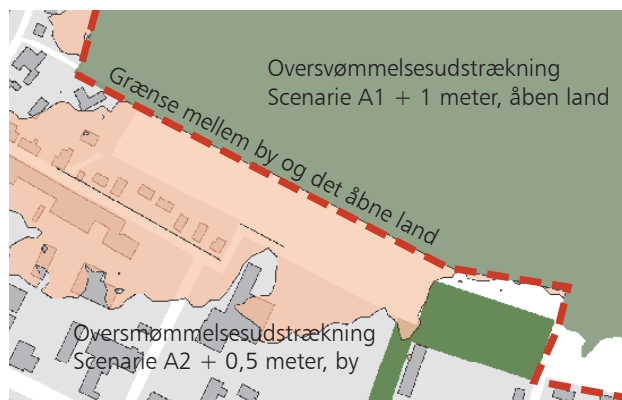 Oversvømmelsesudstrækning
Scenarie A1 + 1 meter, åben land
Grænse mellem by og det åbne land
Oversmømmelsesudstrækning
Scenarie A2 + 0,5 meter, by